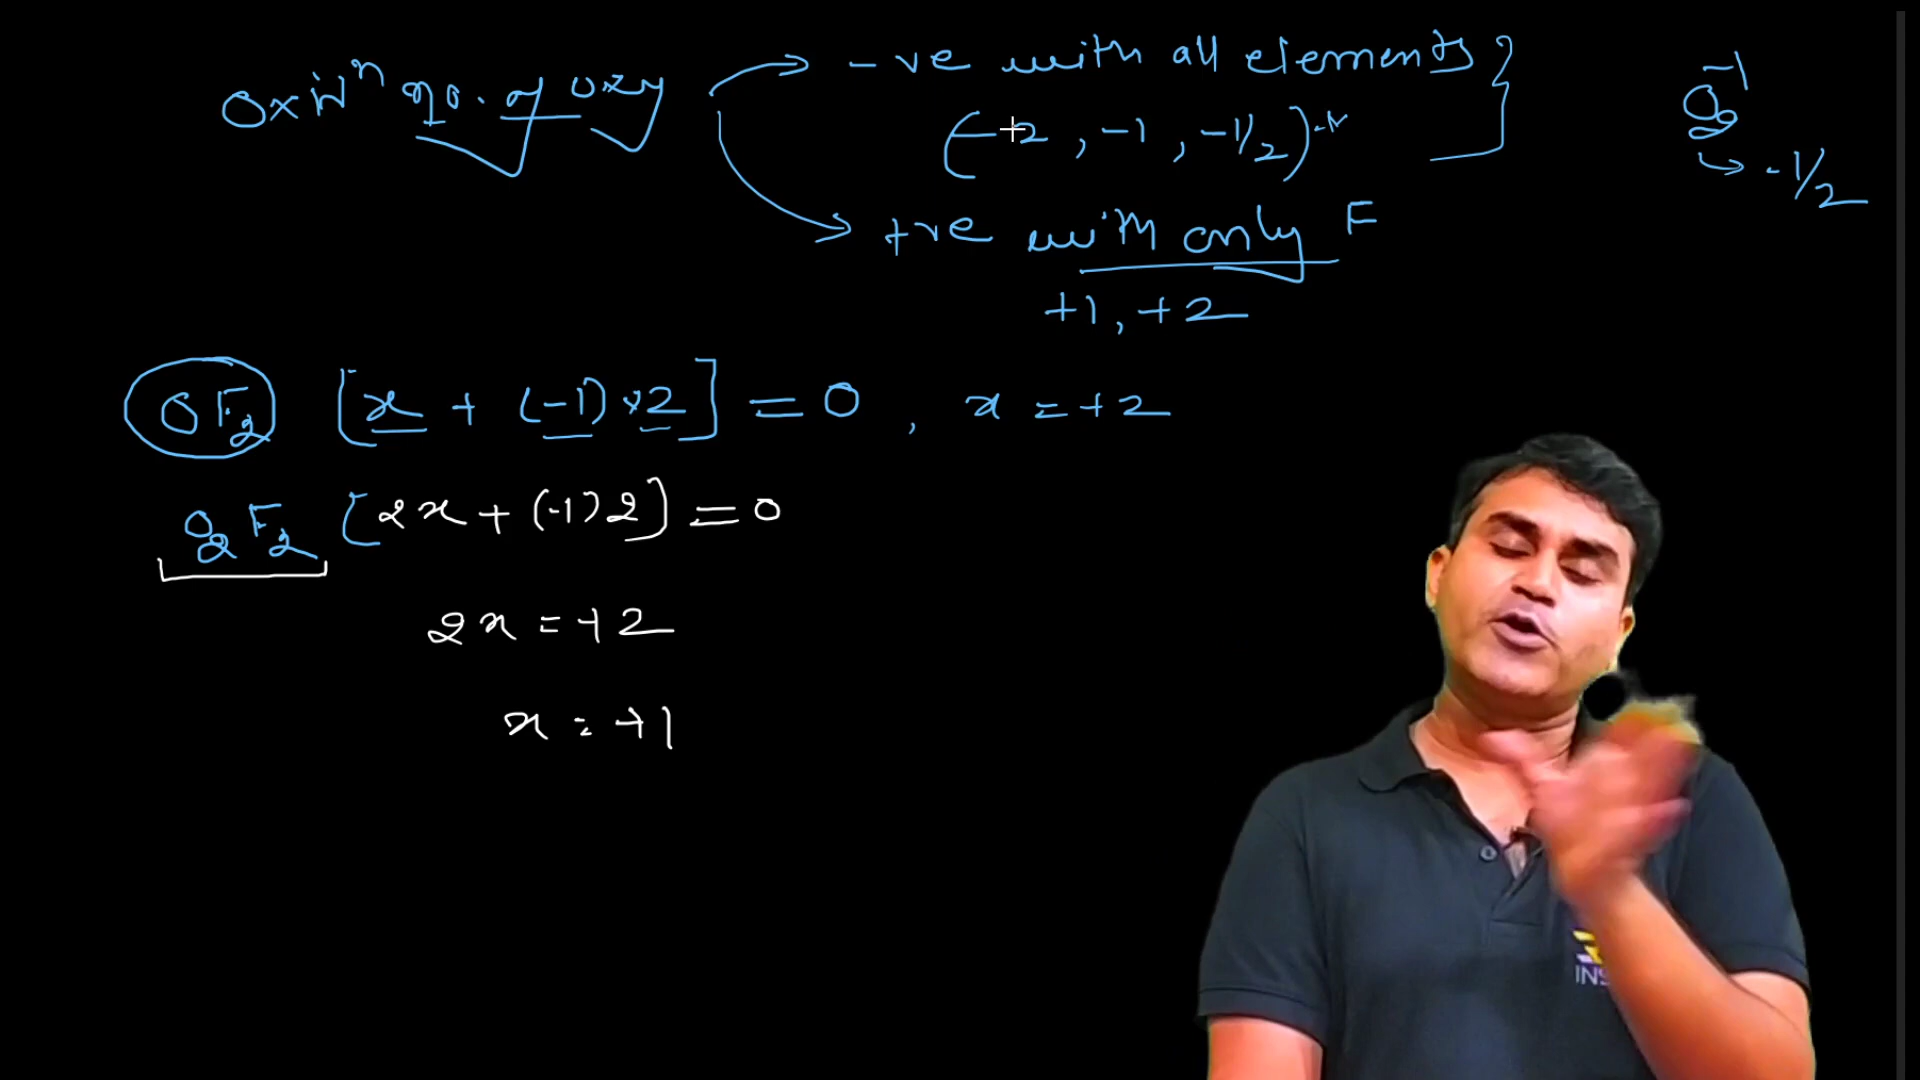 Oxidⁿ no. of oxy → -ve with all elements
(-2, -1, -1/2)
O₂⁻¹
↳ -1/2
→ +ve with only F
+1, +2
OF₂ [x + (-1)×2] = 0, x = +2
O₂F₂ [2x + (-1)2] = 0
2x = +2
x = +1
INS